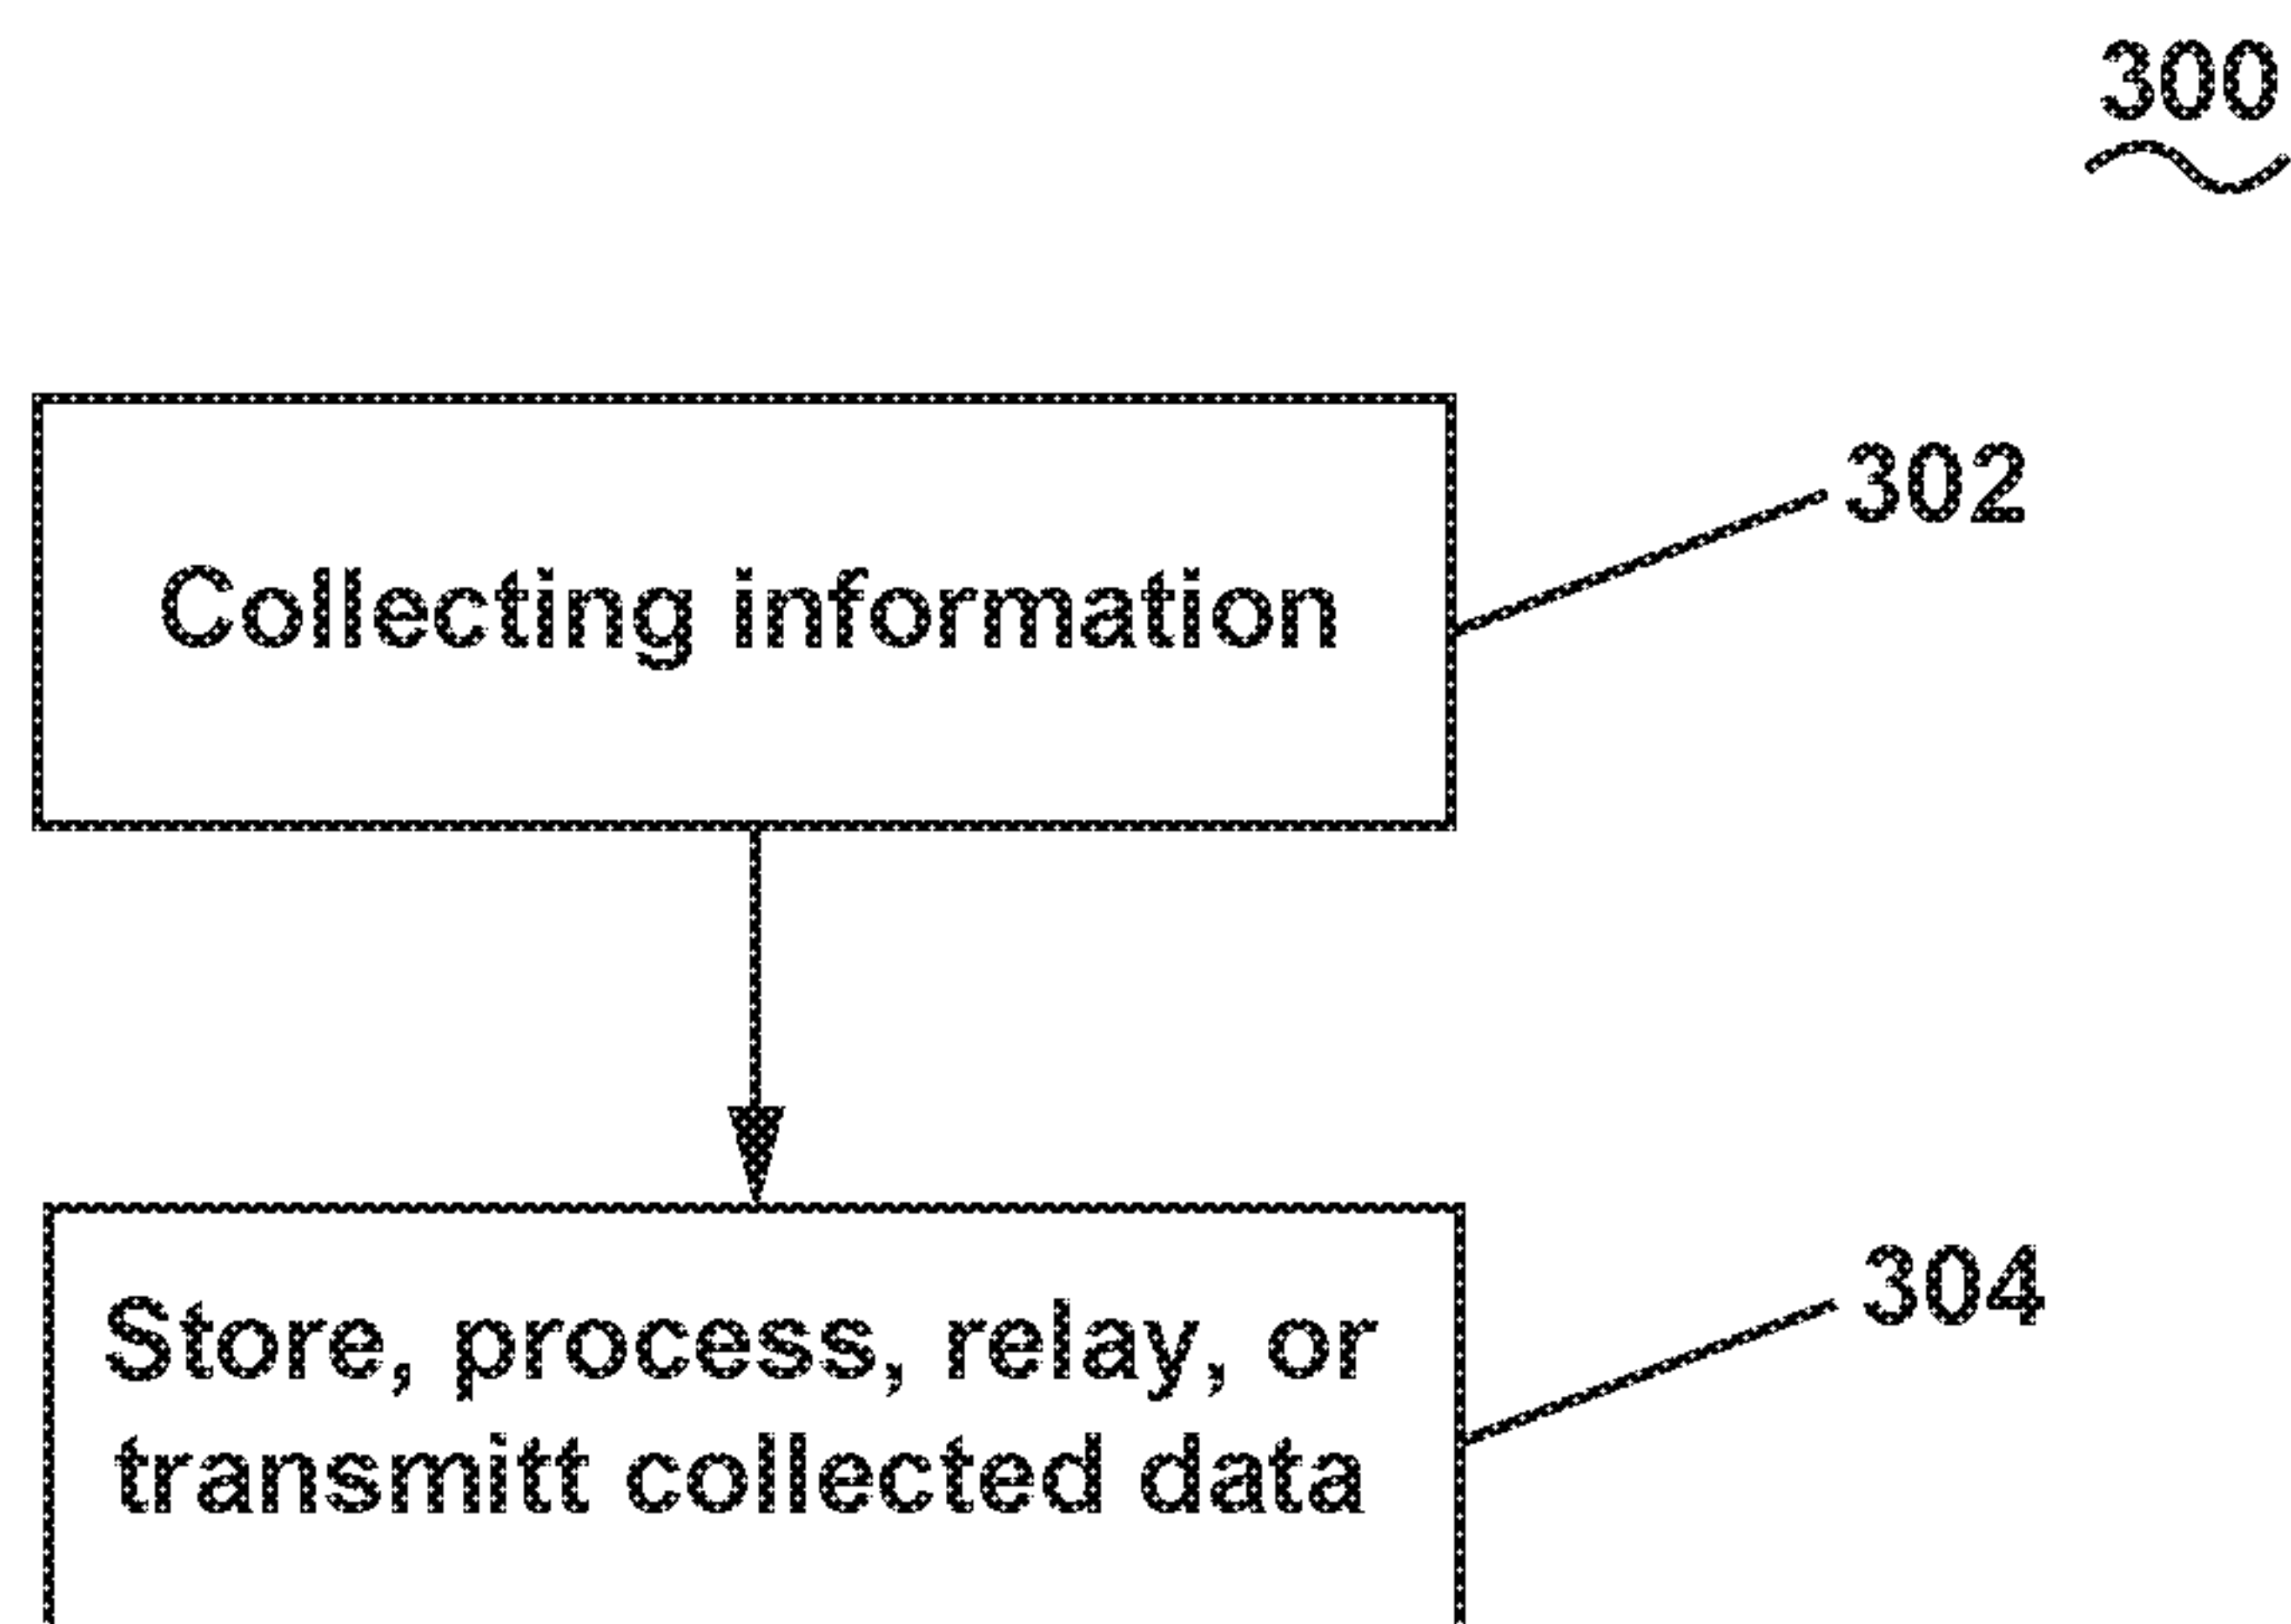 300
302
Collecting information
304
Store, process, relay, or
transmitt collected data